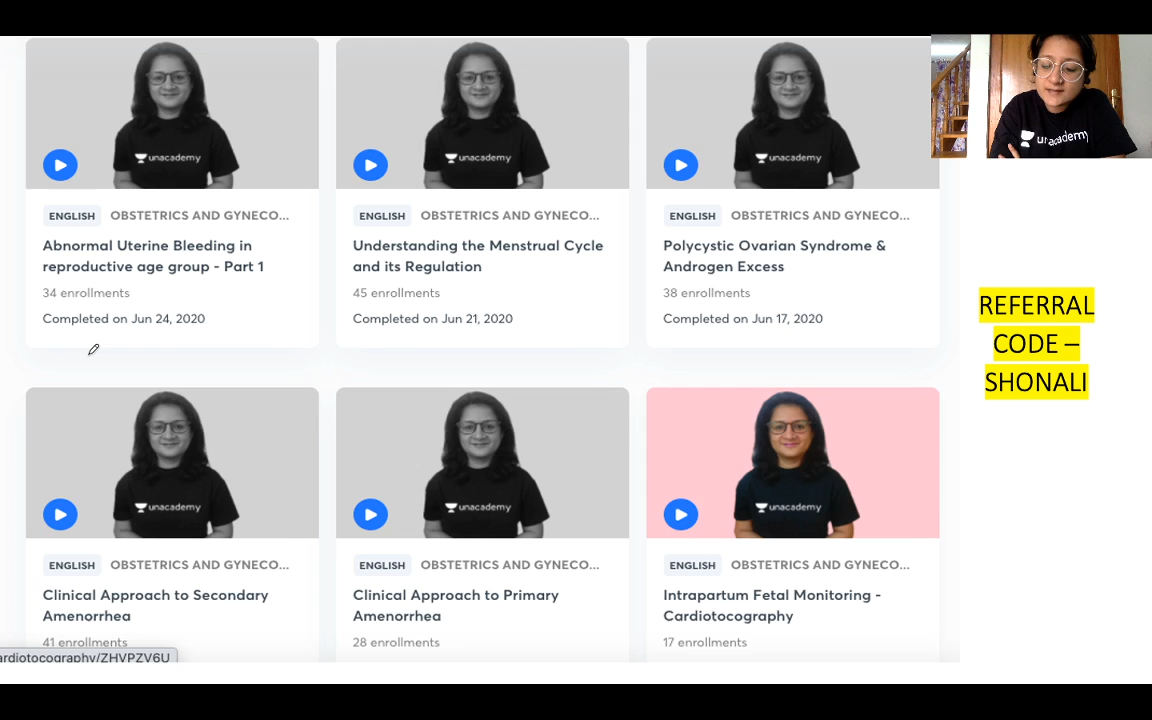 unacademy
unacademy
unacademy
unacademy
ENGLISH OBSTETRICS AND GYNECO...
ENGLISH OBSTETRICS AND GYNECO...
ENGLISH OBSTETRICS AND GYNECO...
Abnormal Uterine Bleeding in
reproductive age group - Part 1
Understanding the Menstrual Cycle
and its Regulation
Polycystic Ovarian Syndrome &
Androgen Excess
34 enrollments
45 enrollments
38 enrollments
Completed on Jun 24, 2020
Completed on Jun 21, 2020
Completed on Jun 17, 2020
REFERRAL
CODE –
SHONALI
unacademy
unacademy
unacademy
ENGLISH OBSTETRICS AND GYNECO...
ENGLISH OBSTETRICS AND GYNECO...
ENGLISH OBSTETRICS AND GYNECO...
Clinical Approach to Secondary
Amenorrhea
Clinical Approach to Primary
Amenorrhea
Intrapartum Fetal Monitoring -
Cardiotocography
41 enrollments
28 enrollments
17 enrollments
ardiotocography/ZHVPZV6U